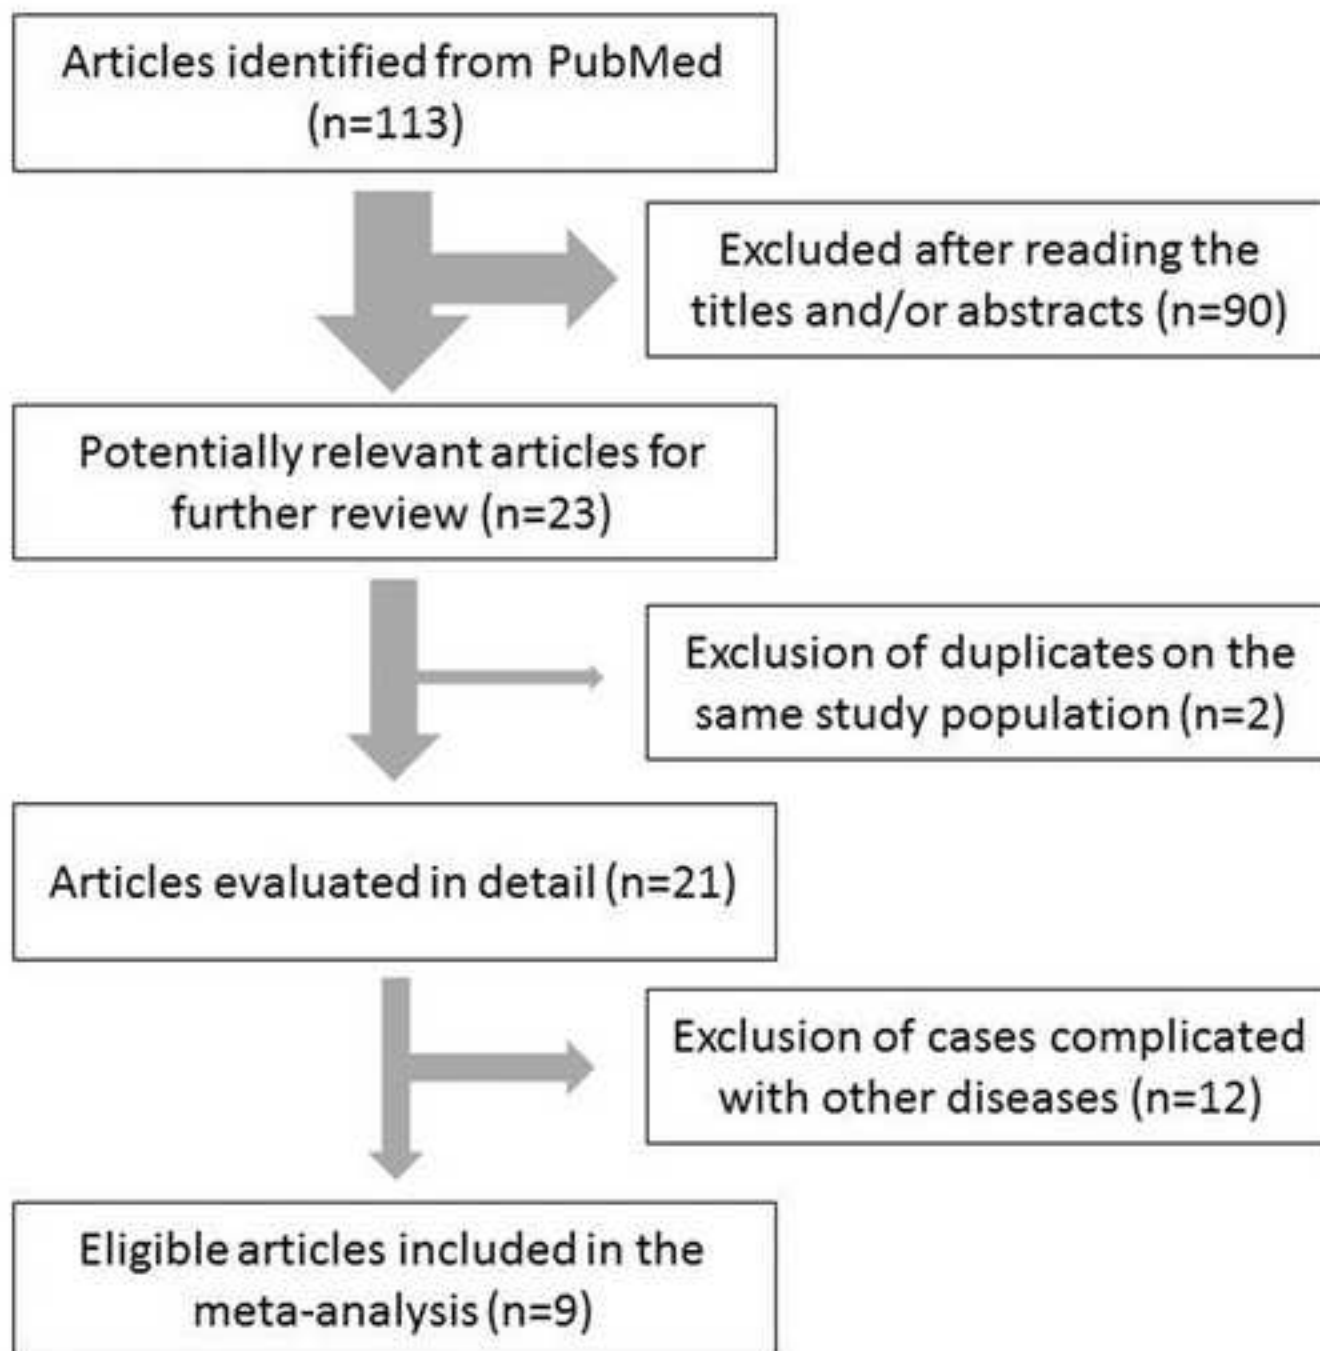 Articles identified from PubMed
(n=113)
Excluded after reading the
titles and/or abstracts (n=90)
Potentially relevant articles for
further review (n=23)
Exclusion of duplicates on the
same study population (n=2)
Articles evaluated in detail (n=21)
Exclusion of cases complicated
with other diseases (n=12)
Eligible articles included in the
meta-analysis (n=9)